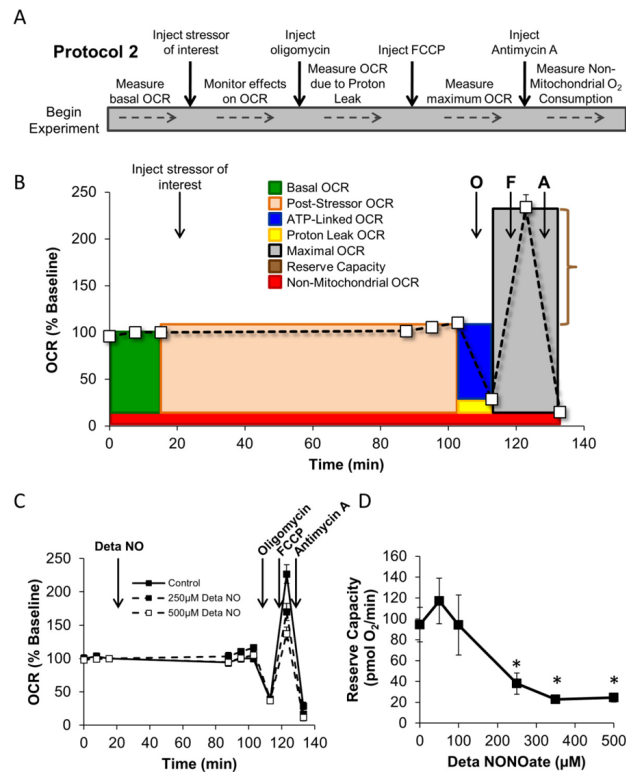 A
Protocol 2
Inject stressor
of interest
Inject
oligomycin
Inject FCCP
Inject
Antimycin A
Begin
Experiment
Measure
basal OCR
Monitor effects
on OCR
Measure OCR
due to Proton
Leak
Measure
maximum OCR
Measure Non-
Mitochondrial O2
Consumption
B
Inject stressor of
interest
O F A
Basal OCR
Post-Stressor OCR
ATP-Linked OCR
Proton Leak OCR
Maximal OCR
Reserve Capacity
Non-Mitochondrial OCR
OCR (% Baseline)
250
200
150
100
50
0
0 20 40 60 80 100 120 140
Time (min)
C
Deta NO
Oligomycin
FCCP
Antimycin A
Control
250μM Deta NO
500μM Deta NO
OCR (% Baseline)
250
200
150
100
50
0
0 20 40 60 80 100 120 140
Time (min)
D
Reserve Capacity
(pmol O2/min)
160
140
120
100
80
60
40
20
0
* * *
0 100 200 300 400 500
Deta NONOate (μM)